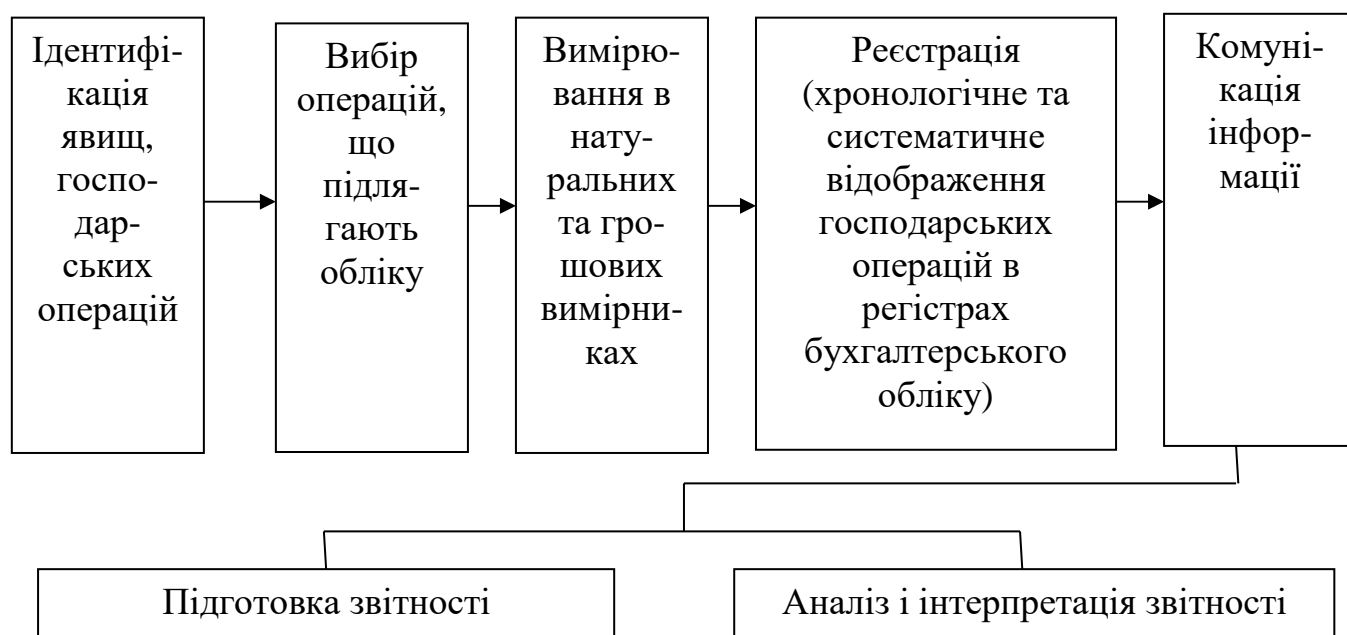 Ідентифі-
кація
явищ,
госпо-
дар-
ських
операцій
Вибір
операцій,
що
підля-
гають
обліку
Вимірю-
вання в
нату-
ральних
та гро-
шових
вимірни-
ках
Реєстрація
(хронологічне та
систематичне
відображення
господарських
операцій в
регістрах
бухгалтерського
обліку)
Комуні-
кація
інфор-
мації
Підготовка звітності
Аналіз і інтерпретація звітності